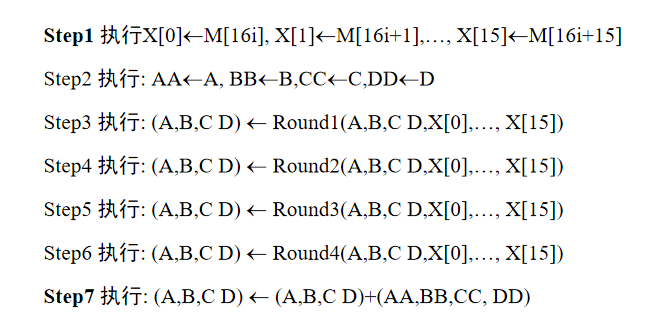 Step1 执行X[0]←M[16i], X[1]←M[16i+1],…, X[15]←M[16i+15]
Step2 执行: AA←A, BB←B,CC←C,DD←D
Step3 执行: (A,B,C D) ← Round1(A,B,C D,X[0],…, X[15])
Step4 执行: (A,B,C D) ← Round2(A,B,C D,X[0],…, X[15])
Step5 执行: (A,B,C D) ← Round3(A,B,C D,X[0],…, X[15])
Step6 执行: (A,B,C D) ← Round4(A,B,C D,X[0],…, X[15])
Step7 执行: (A,B,C D) ← (A,B,C D)+(AA,BB,CC, DD)